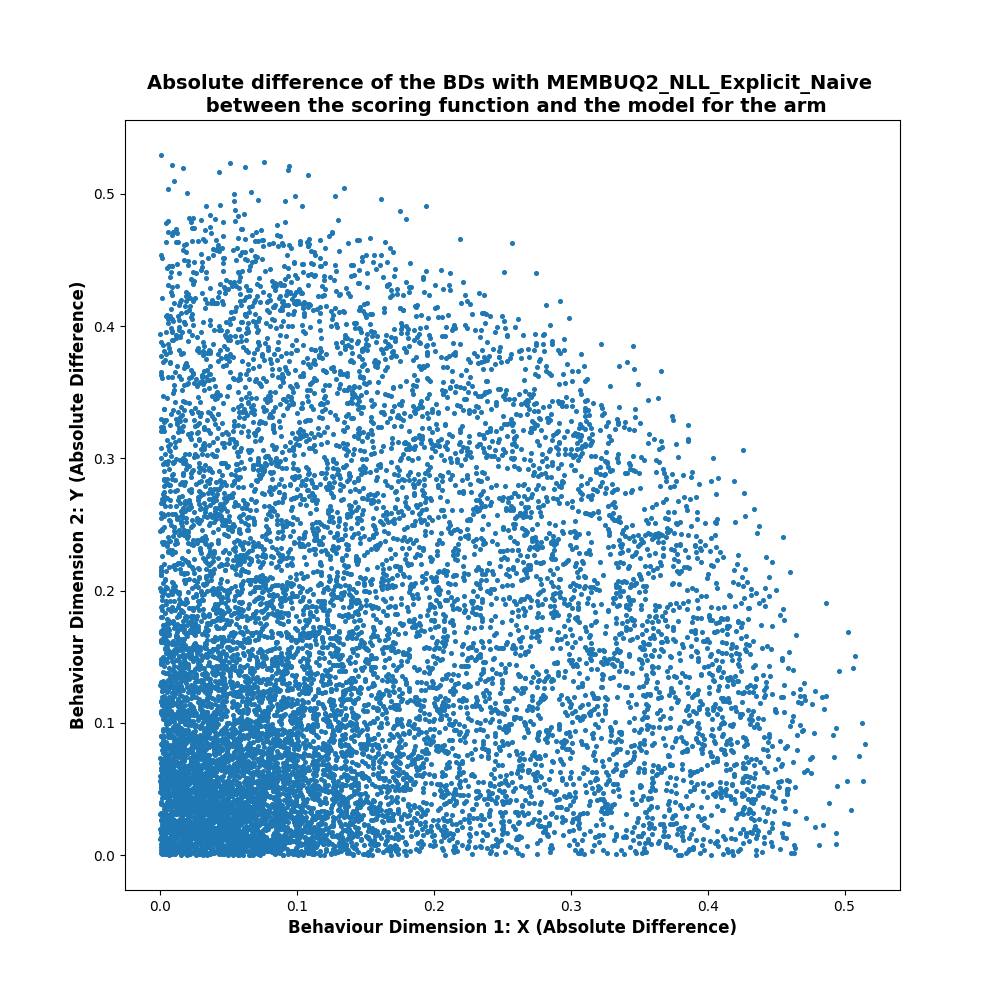 Absolute difference of the BDs with MEMBUQ2_NLL_Explicit_Naive
between the scoring function and the model for the arm
Behaviour Dimension 2: Y (Absolute Difference)
0.5
0.4
0.3
0.2
0.1
0.0
0.0 0.1 0.2 0.3 0.4 0.5
Behaviour Dimension 1: X (Absolute Difference)